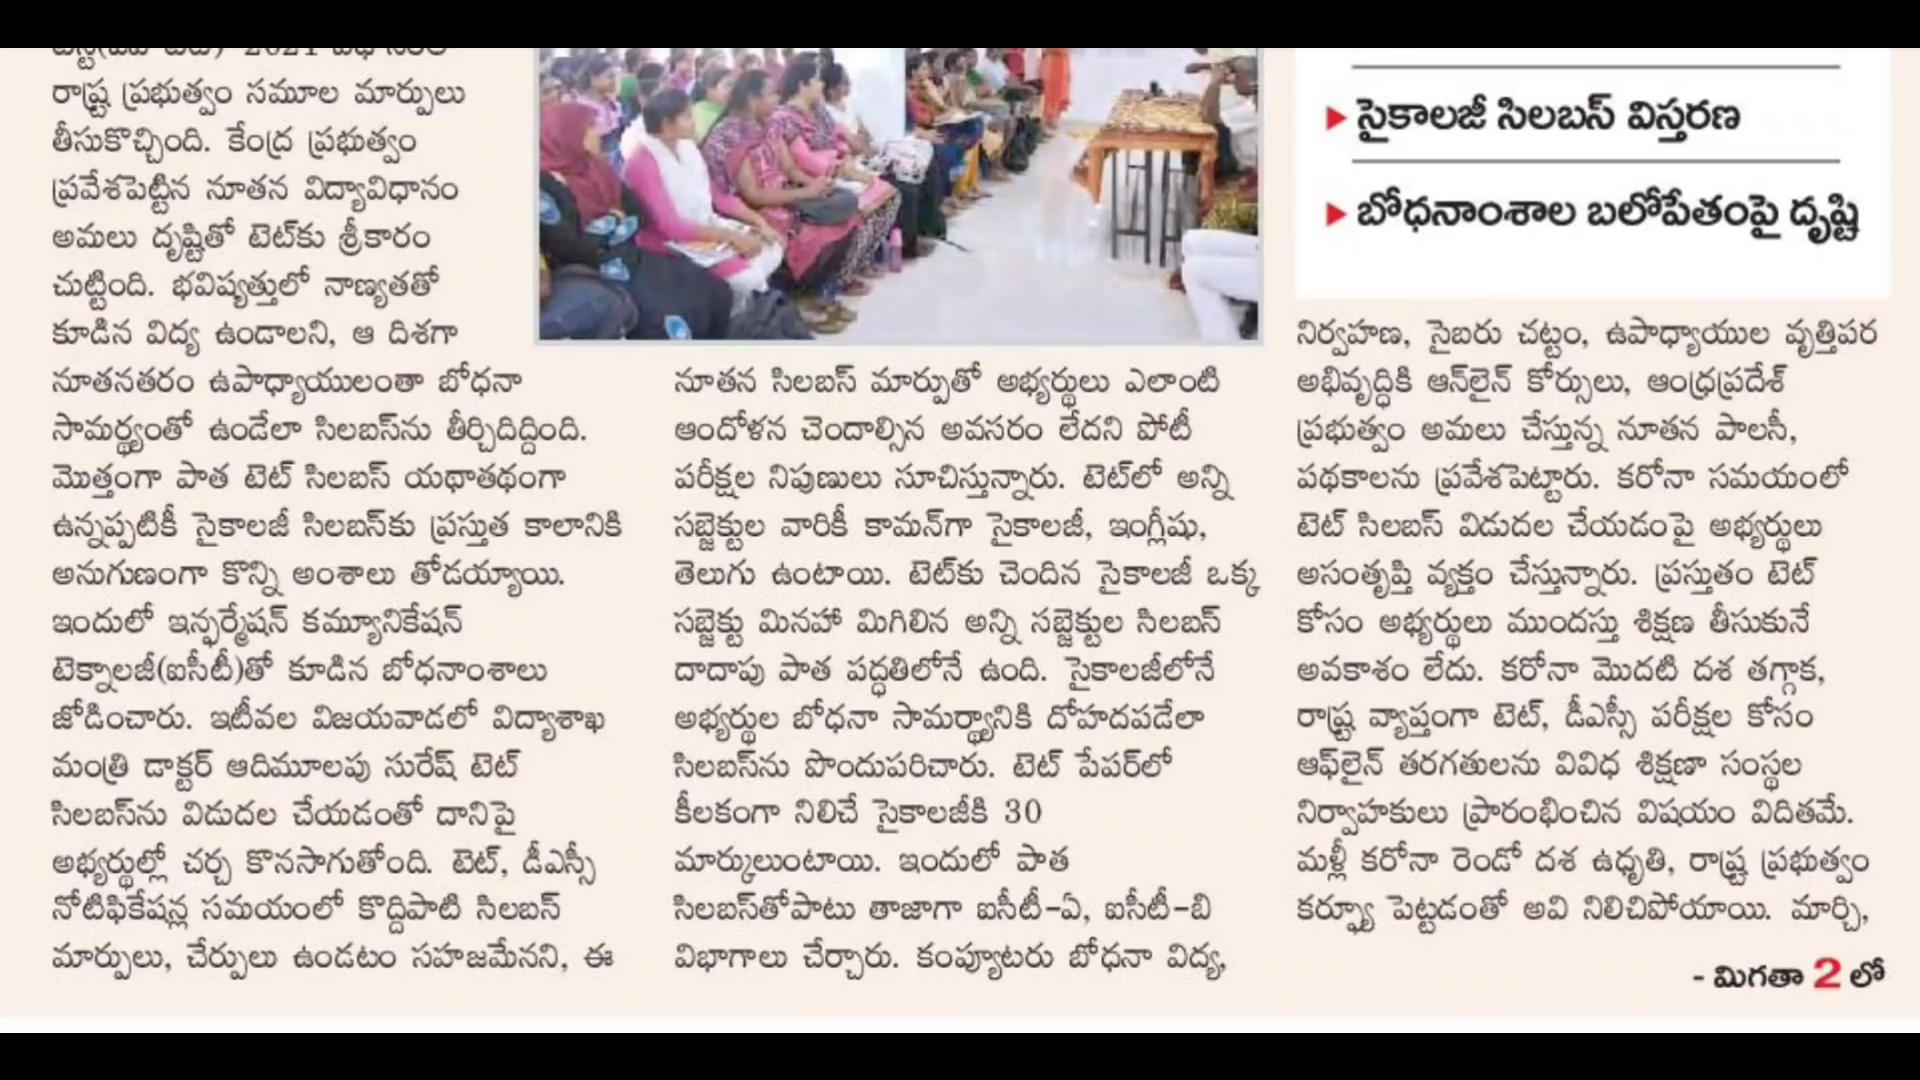 రాష్ట్ర ప్రభుత్వం సమూల మార్పులు
తీసుకొచ్చింది. కేంద్ర ప్రభుత్వం
ప్రవేశపెట్టిన నూతన విద్యావిధానం
అమలు దృష్టితో టెట్‌కు శ్రీకారం
చుట్టింది. భవిష్యత్తులో నాణ్యతతో
కూడిన విద్య ఉండాలని, ఆ దిశగా
నూతనతరం ఉపాధ్యాయులంతా బోధనా
సామర్థ్యంతో ఉండేలా సిలబస్‌ను తీర్చిదిద్దింది.
మొత్తంగా పాత టెట్ సిలబస్ యథాతథంగా
ఉన్నప్పటికీ సైకాలజీ సిలబస్‌కు ప్రస్తుత కాలానికి
అనుగుణంగా కొన్ని అంశాలు తోడయ్యాయి.
ఇందులో ఇన్ఫర్మేషన్ కమ్యూనికేషన్
టెక్నాలజీ(ఐసీటీ)తో కూడిన బోధనాంశాలు
జోడించారు. ఇటీవల విజయవాడలో విద్యాశాఖ
మంత్రి డాక్టర్ ఆదిమూలపు సురేష్ టెట్
సిలబస్‌ను విడుదల చేయడంతో దానిపై
అభ్యర్థుల్లో చర్చ కొనసాగుతోంది. టెట్, డీఎస్సీ
నోటిఫికేషన్ల సమయంలో కొద్దిపాటి సిలబస్
మార్పులు, చేర్పులు ఉండటం సహజమేనని, ఈ
నూతన సిలబస్ మార్పుతో అభ్యర్థులు ఎలాంటి
ఆందోళన చెందాల్సిన అవసరం లేదని పోటీ
పరీక్షల నిపుణులు సూచిస్తున్నారు. టెట్‌లో అన్ని
సబ్జెక్టుల వారికీ కామన్‌గా సైకాలజీ, ఇంగ్లీషు,
తెలుగు ఉంటాయి. టెట్‌కు చెందిన సైకాలజీ ఒక్క
సబ్జెక్టు మినహా మిగిలిన అన్ని సబ్జెక్టుల సిలబస్
దాదాపు పాత పద్ధతిలోనే ఉంది. సైకాలజీలోనే
అభ్యర్థుల బోధనా సామర్థ్యానికి దోహదపడేలా
సిలబస్‌ను పొందుపరిచారు. టెట్ పేపర్‌లో
కీలకంగా నిలిచే సైకాలజీకి 30
మార్కులుంటాయి. ఇందులో పాత
సిలబస్‌తోపాటు తాజాగా ఐసీటీ-ఏ, ఐసీటీ-బి
విభాగాలు చేర్చారు. కంప్యూటరు బోధనా విద్య,
▶ సైకాలజీ సిలబస్ విస్తరణ
▶ బోధనాంశాల బలోపేతంపై దృష్టి
నిర్వహణ, సైబరు చట్టం, ఉపాధ్యాయుల వృత్తిపర
అభివృద్ధికి ఆన్‌లైన్ కోర్సులు, ఆంధ్రప్రదేశ్
ప్రభుత్వం అమలు చేస్తున్న నూతన పాలసీ,
పథకాలను ప్రవేశపెట్టారు. కరోనా సమయంలో
టెట్ సిలబస్ విడుదల చేయడంపై అభ్యర్థులు
అసంతృప్తి వ్యక్తం చేస్తున్నారు. ప్రస్తుతం టెట్
కోసం అభ్యర్థులు ముందస్తు శిక్షణ తీసుకునే
అవకాశం లేదు. కరోనా మొదటి దశ తగ్గాక,
రాష్ట్ర వ్యాప్తంగా టెట్, డీఎస్సీ పరీక్షల కోసం
ఆఫ్‌లైన్ తరగతులను వివిధ శిక్షణా సంస్థల
నిర్వాహకులు ప్రారంభించిన విషయం విదితమే.
మళ్లీ కరోనా రెండో దశ ఉధృతి, రాష్ట్ర ప్రభుత్వం
కర్ఫ్యూ పెట్టడంతో అవి నిలిచిపోయాయి. మార్చి,
- మిగతా 2 లో